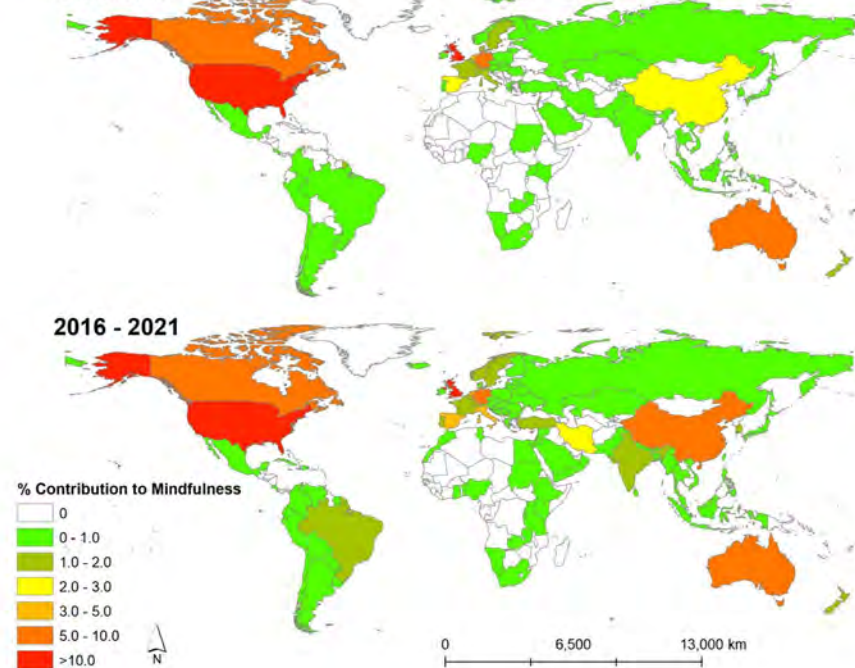 2016 - 2021
% Contribution to Mindfulness
0
0 - 1.0
1.0 - 2.0
2.0 - 3.0
3.0 - 5.0
5.0 - 10.0
>10.0
N
0 6,500 13,000 km